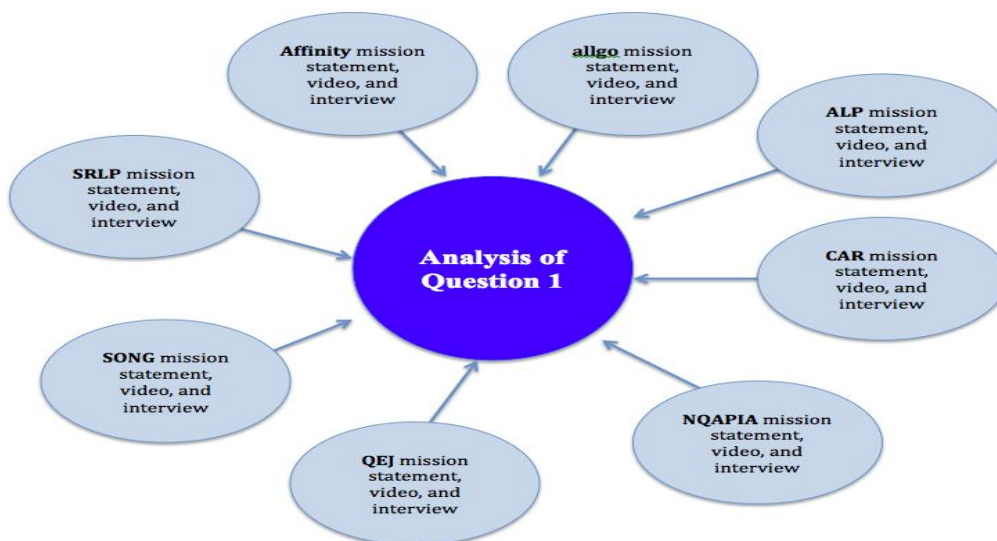 Affinity mission
statement,
video, and
interview
allgo mission
statement,
video, and
interview
ALP mission
statement,
video, and
interview
SRLP mission
statement,
video, and
interview
Analysis of
Question 1
CAR mission
statement,
video, and
interview
SONG mission
statement,
video, and
interview
NQAPIA mission
statement,
video, and
interview
QEJ mission
statement,
video, and
interview